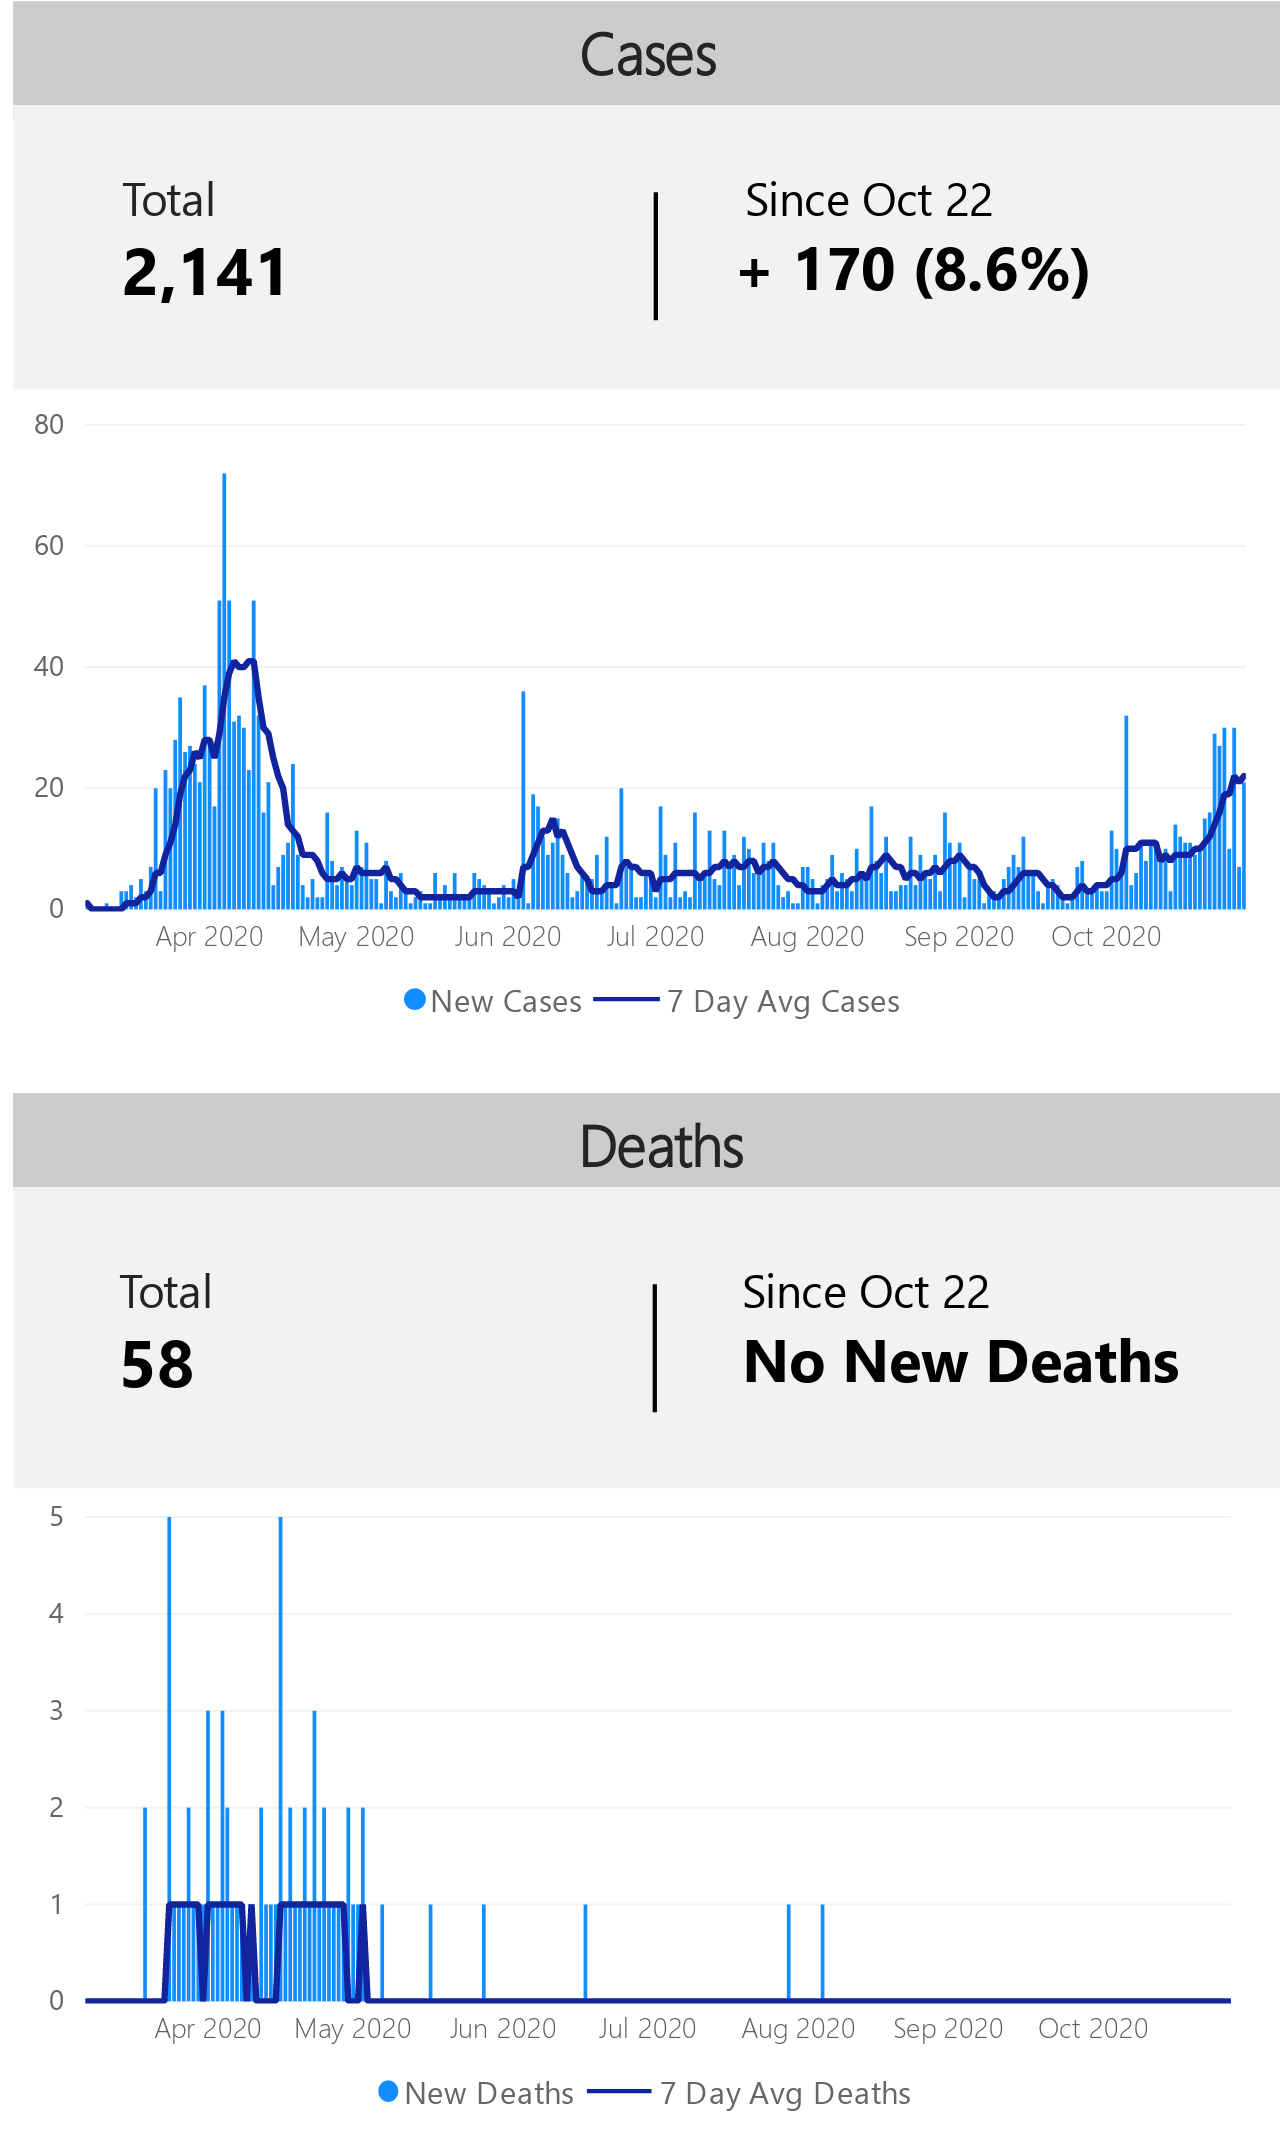 Cases
Total
Since Oct 22
2,141
+ 170 (8.6%)
80
60
40
20
0
Apr 2020 May 2020 Jun 2020 Jul 2020 Aug 2020 Sep 2020 Oct 2020
New Cases 7 Day Avg Cases
Deaths
Total
Since Oct 22
58
No New Deaths
5
4
3
2
1
0
Apr 2020 May 2020 Jun 2020 Jul 2020 Aug 2020 Sep 2020 Oct 2020
New Deaths 7 Day Avg Deaths